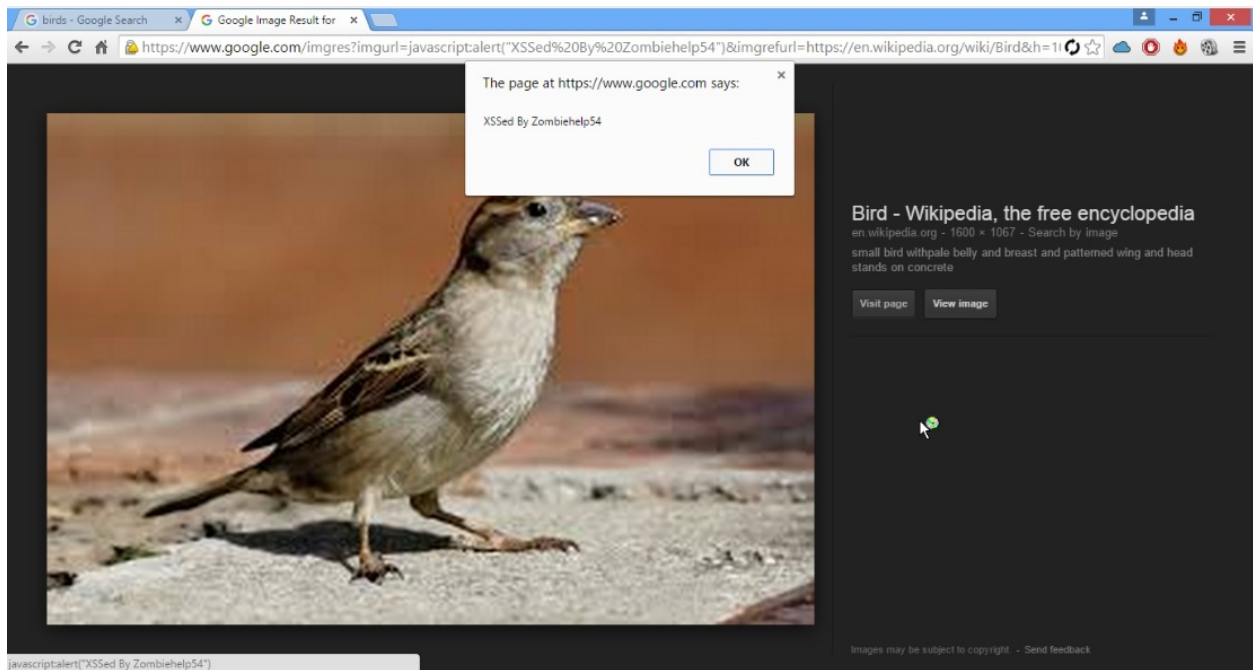 birds - Google Search
Google Image Result for
https://www.google.com/imgres?imgurl=javascript:alert("XSSed%20By%20Zombiehelp54")&imgrefurl=https://en.wikipedia.org/wiki/Bird&h=1
The page at https://www.google.com says:
XSSed By Zombiehelp54
OK
Bird - Wikipedia, the free encyclopedia
en.wikipedia.org - 1600 × 1067 - Search by image
small bird withpale belly and breast and patterned wing and head
stands on concrete
Visit page
View image
Images may be subject to copyright. - Send feedback
javascript:alert("XSSed By Zombiehelp54")